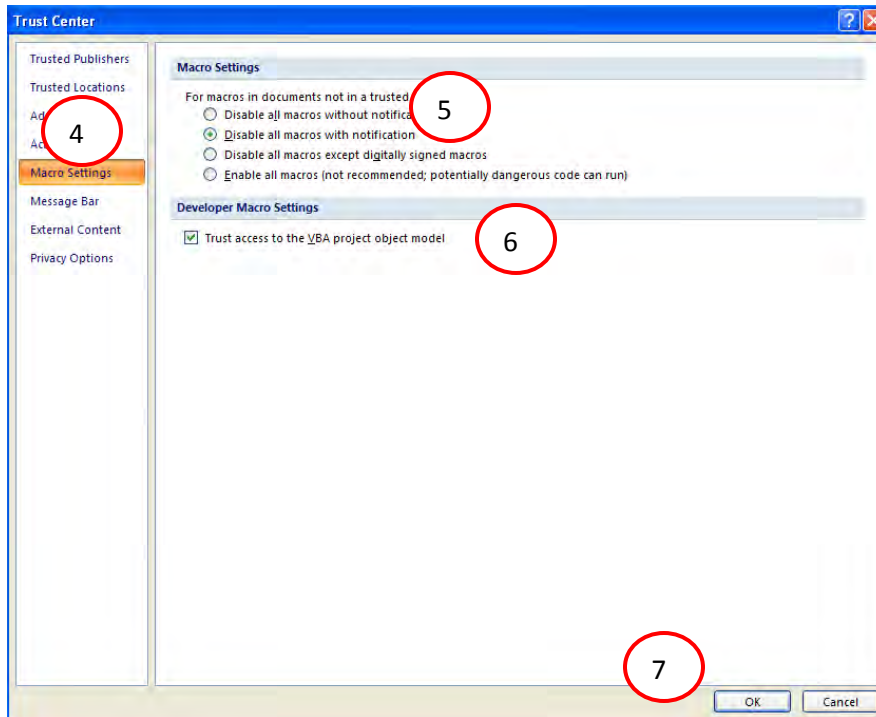 Trust Center
Trusted Publishers
Trusted Locations
4
Macro Settings
Message Bar
External Content
Privacy Options
Macro Settings
For macros in documents not in a trusted
5
Disable all macros without
Disable all macros with notification
Disable all macros except digitally signed macros
Enable all macros (not recommended; potentially dangerous code can run)
Developer Macro Settings
Trust access to the VBA project object model
6
7
OK
Cancel